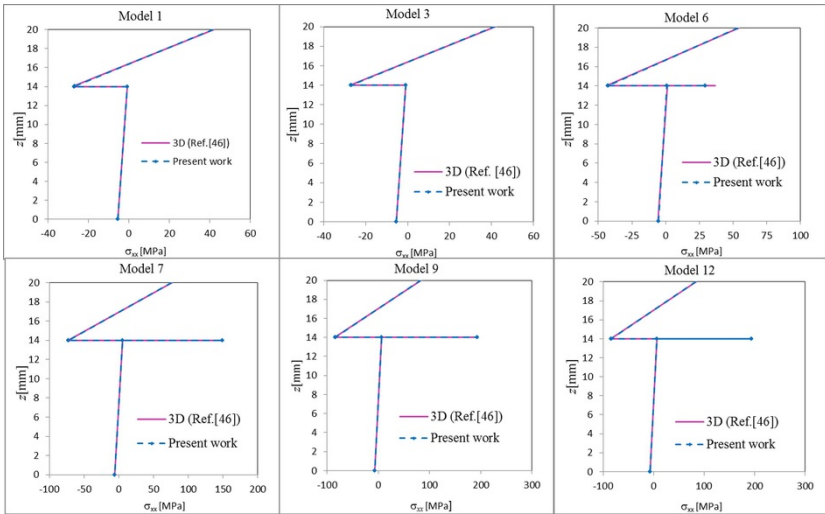 Model 1
20
18
16
14
12
10
8
6
4
2
0
z[mm]
3D (Ref.[46])
Present work
-40 -20 0 20 40 60
σxx [MPa]
Model 3
20
18
16
14
12
10
8
6
4
2
0
z[mm]
3D (Ref. [46])
Present work
-40 -20 0 20 40 60
σxx [MPa]
Model 6
20
18
16
14
12
10
8
6
4
2
0
z[mm]
3D (Ref.[46])
Present work
-50 -25 0 25 50 75 100
σxx [MPa]
Model 7
20
18
16
14
12
10
8
6
4
2
0
z[mm]
3D (Ref.[46])
Present work
-100 -50 0 50 100 150 200
σxx [MPa]
Model 9
20
18
16
14
12
10
8
6
4
2
0
z[mm]
3D (Ref.[46])
Present work
-100 0 100 200 300
σxx [MPa]
Model 12
20
18
16
14
12
10
8
6
4
2
0
z[mm]
3D (Ref.[46])
Present work
-100 0 100 200 300
σxx [MPa]